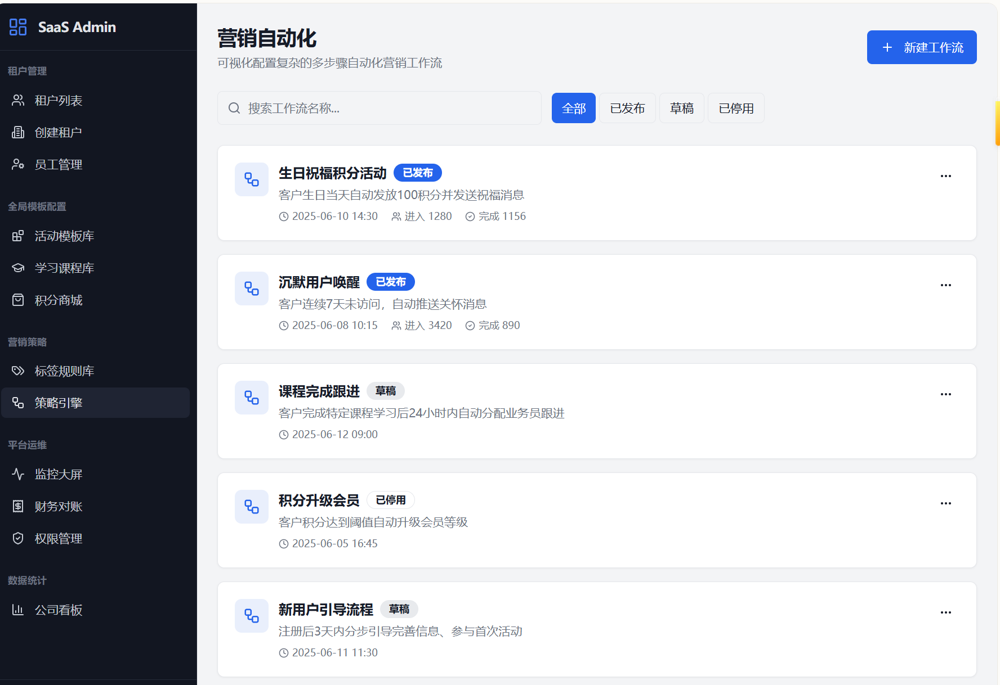 SaaS Admin
租户管理
租户列表
创建租户
员工管理
全局模板配置
活动模板库
学习课程库
积分商城
营销策略
标签规则库
策略引擎
平台运维
监控大屏
财务对账
权限管理
数据统计
公司看板
营销自动化
可视化配置复杂的多步骤自动化营销工作流
新建工作流
搜索工作流名称...
全部 已发布 草稿 已停用
生日祝福积分活动 已发布
客户生日当天自动发放100积分并发送祝福消息
2025-06-10 14:30 进入 1280 完成 1156
沉默用户唤醒 已发布
客户连续7天未访问，自动推送关怀消息
2025-06-08 10:15 进入 3420 完成 890
课程完成跟进 草稿
客户完成特定课程学习后24小时内自动分配业务员跟进
2025-06-12 09:00
积分升级会员 已停用
客户积分达到阈值自动升级会员等级
2025-06-05 16:45
新用户引导流程 草稿
注册后3天内分步引导完善信息、参与首次活动
2025-06-11 11:30